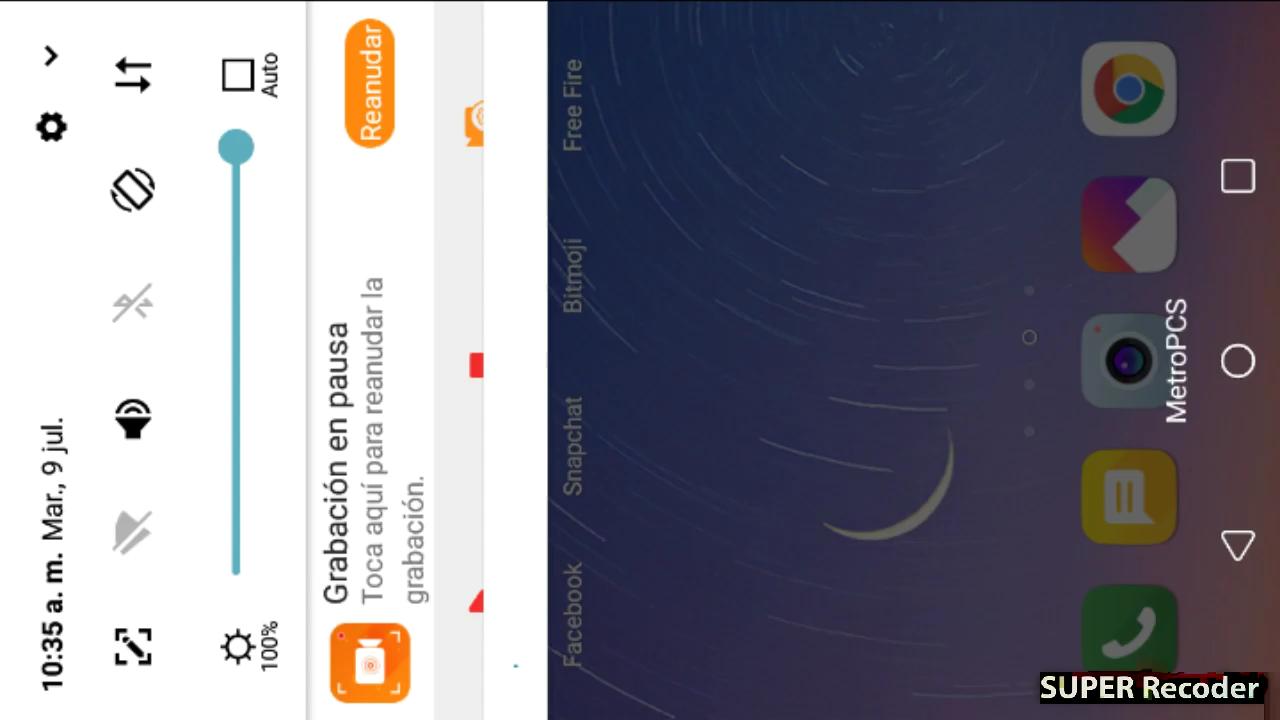 10:35 a. m. Mar., 9 jul.
100%
Auto
Grabación en pausa
Toca aquí para reanudar la
grabación.
Reanudar
Facebook
Snapchat
Bitmoji
Free Fire
MetroPCS
SUPER Recoder